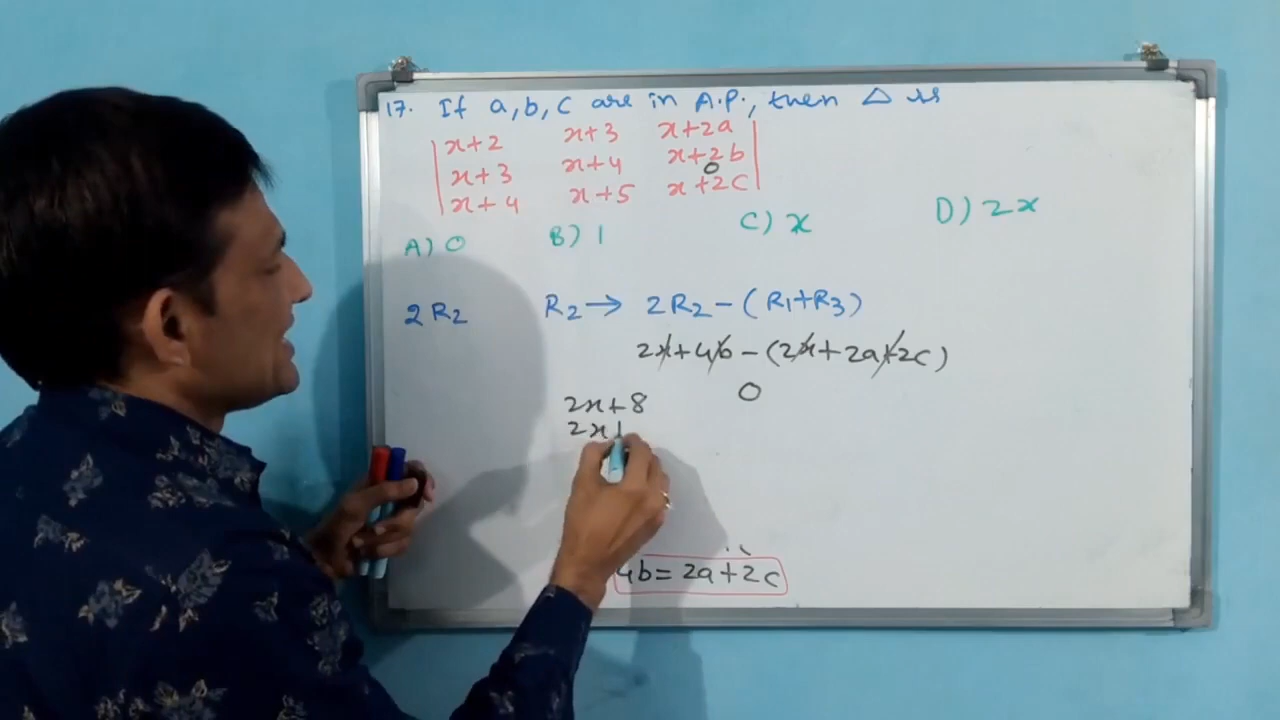 17. If a, b, c are in A.P., then △ is
x+2 x+3 x+2a
x+3 x+4 x+2b
0
x+4 x+5 x+2c
A) 0 B) 1 C) x D) 2x
2R₂ R₂ → 2R₂ - (R₁+R₃)
2x+4b - (2x+2a+2c)
0
2x+8
2x+
4b = 2a+2c